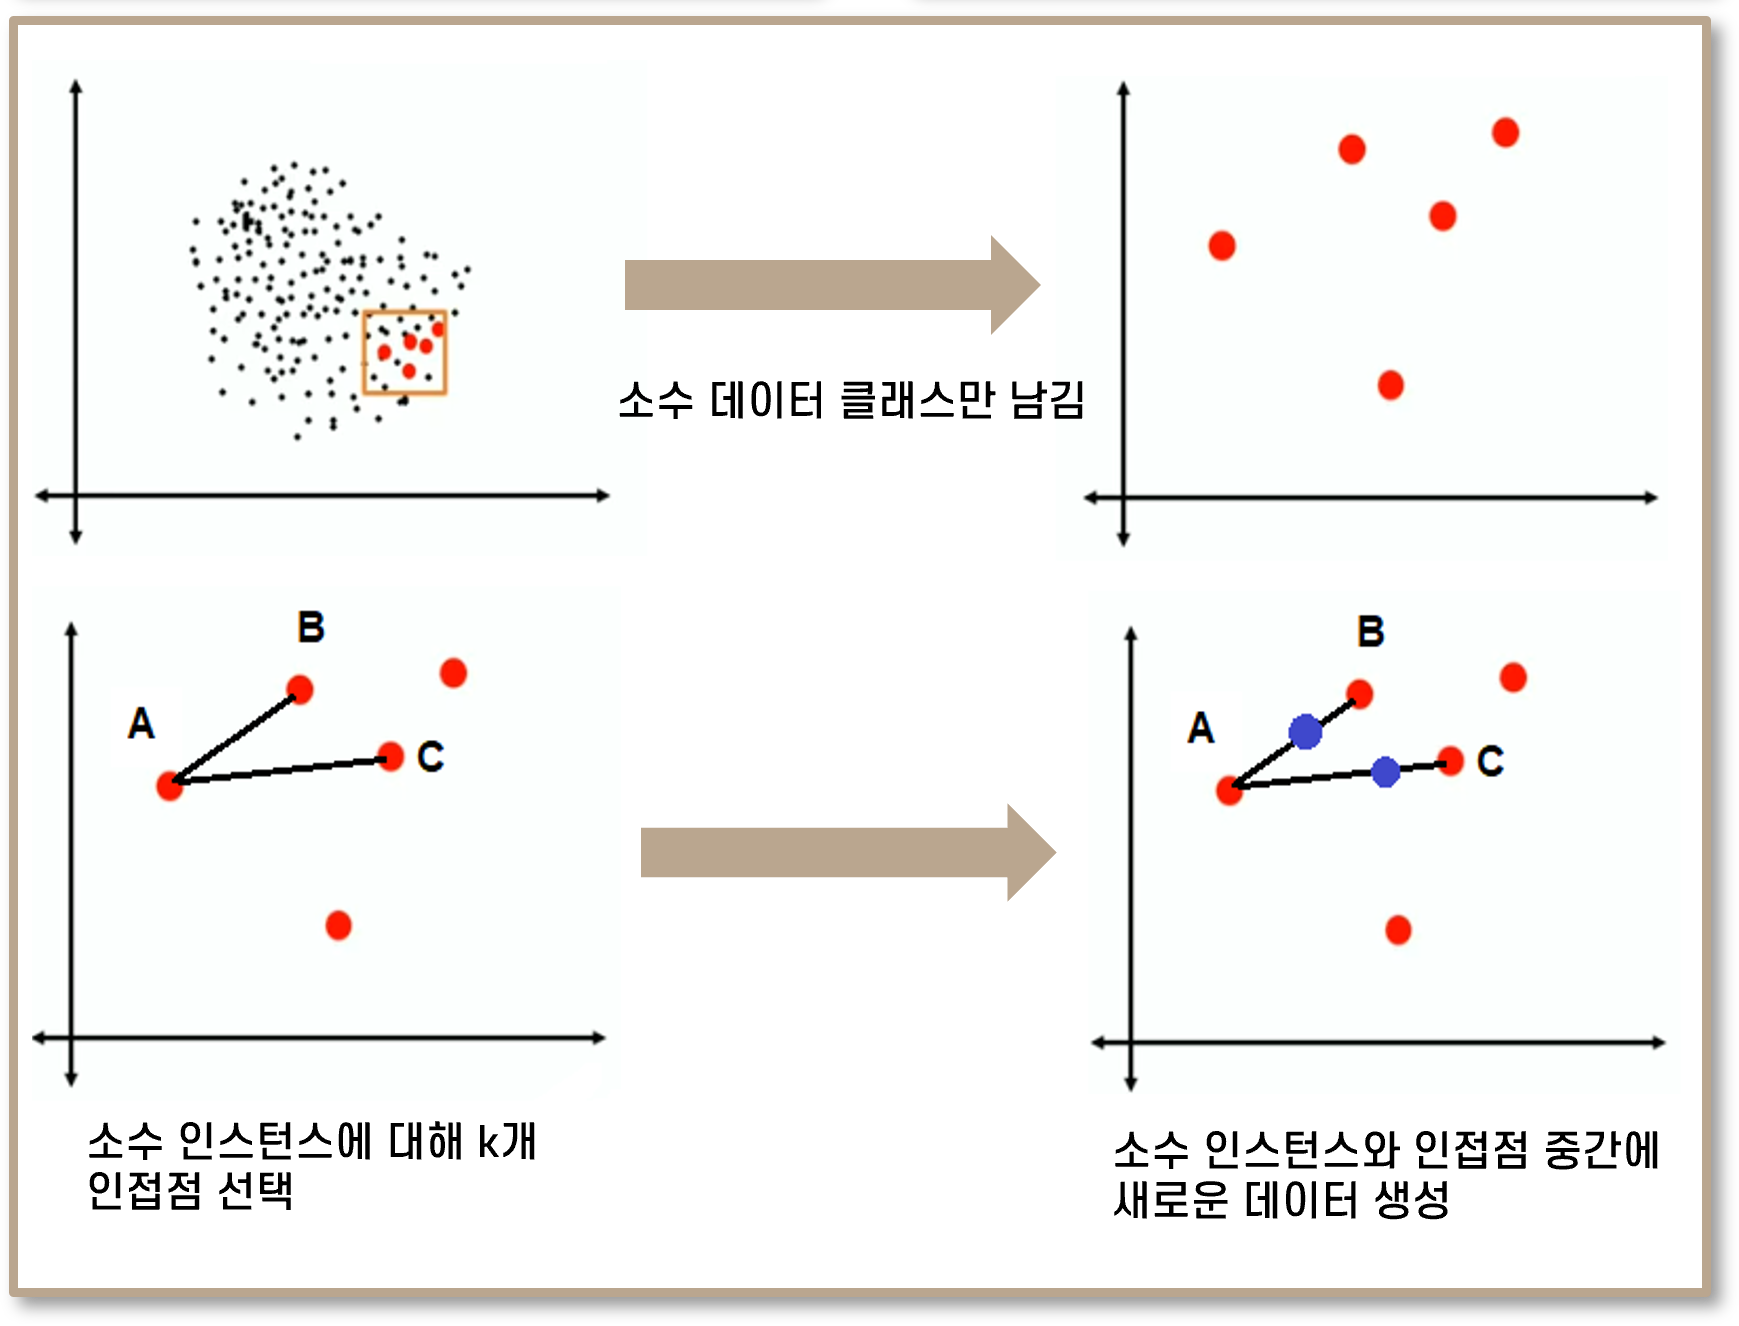 소수 데이터 클래스만 남김
B
A
C
B
A
C
소수 인스턴스에 대해 k개
인접점 선택
소수 인스턴스와 인접점 중간에
새로운 데이터 생성